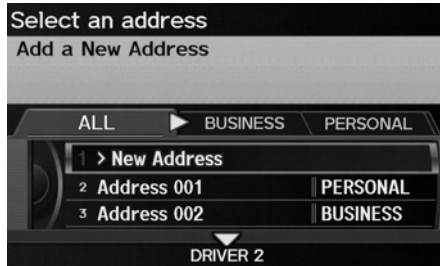 Select an address
Add a New Address
ALL BUSINESS PERSONAL
1 > New Address
2 Address 001 PERSONAL
3 Address 002 BUSINESS
DRIVER 2